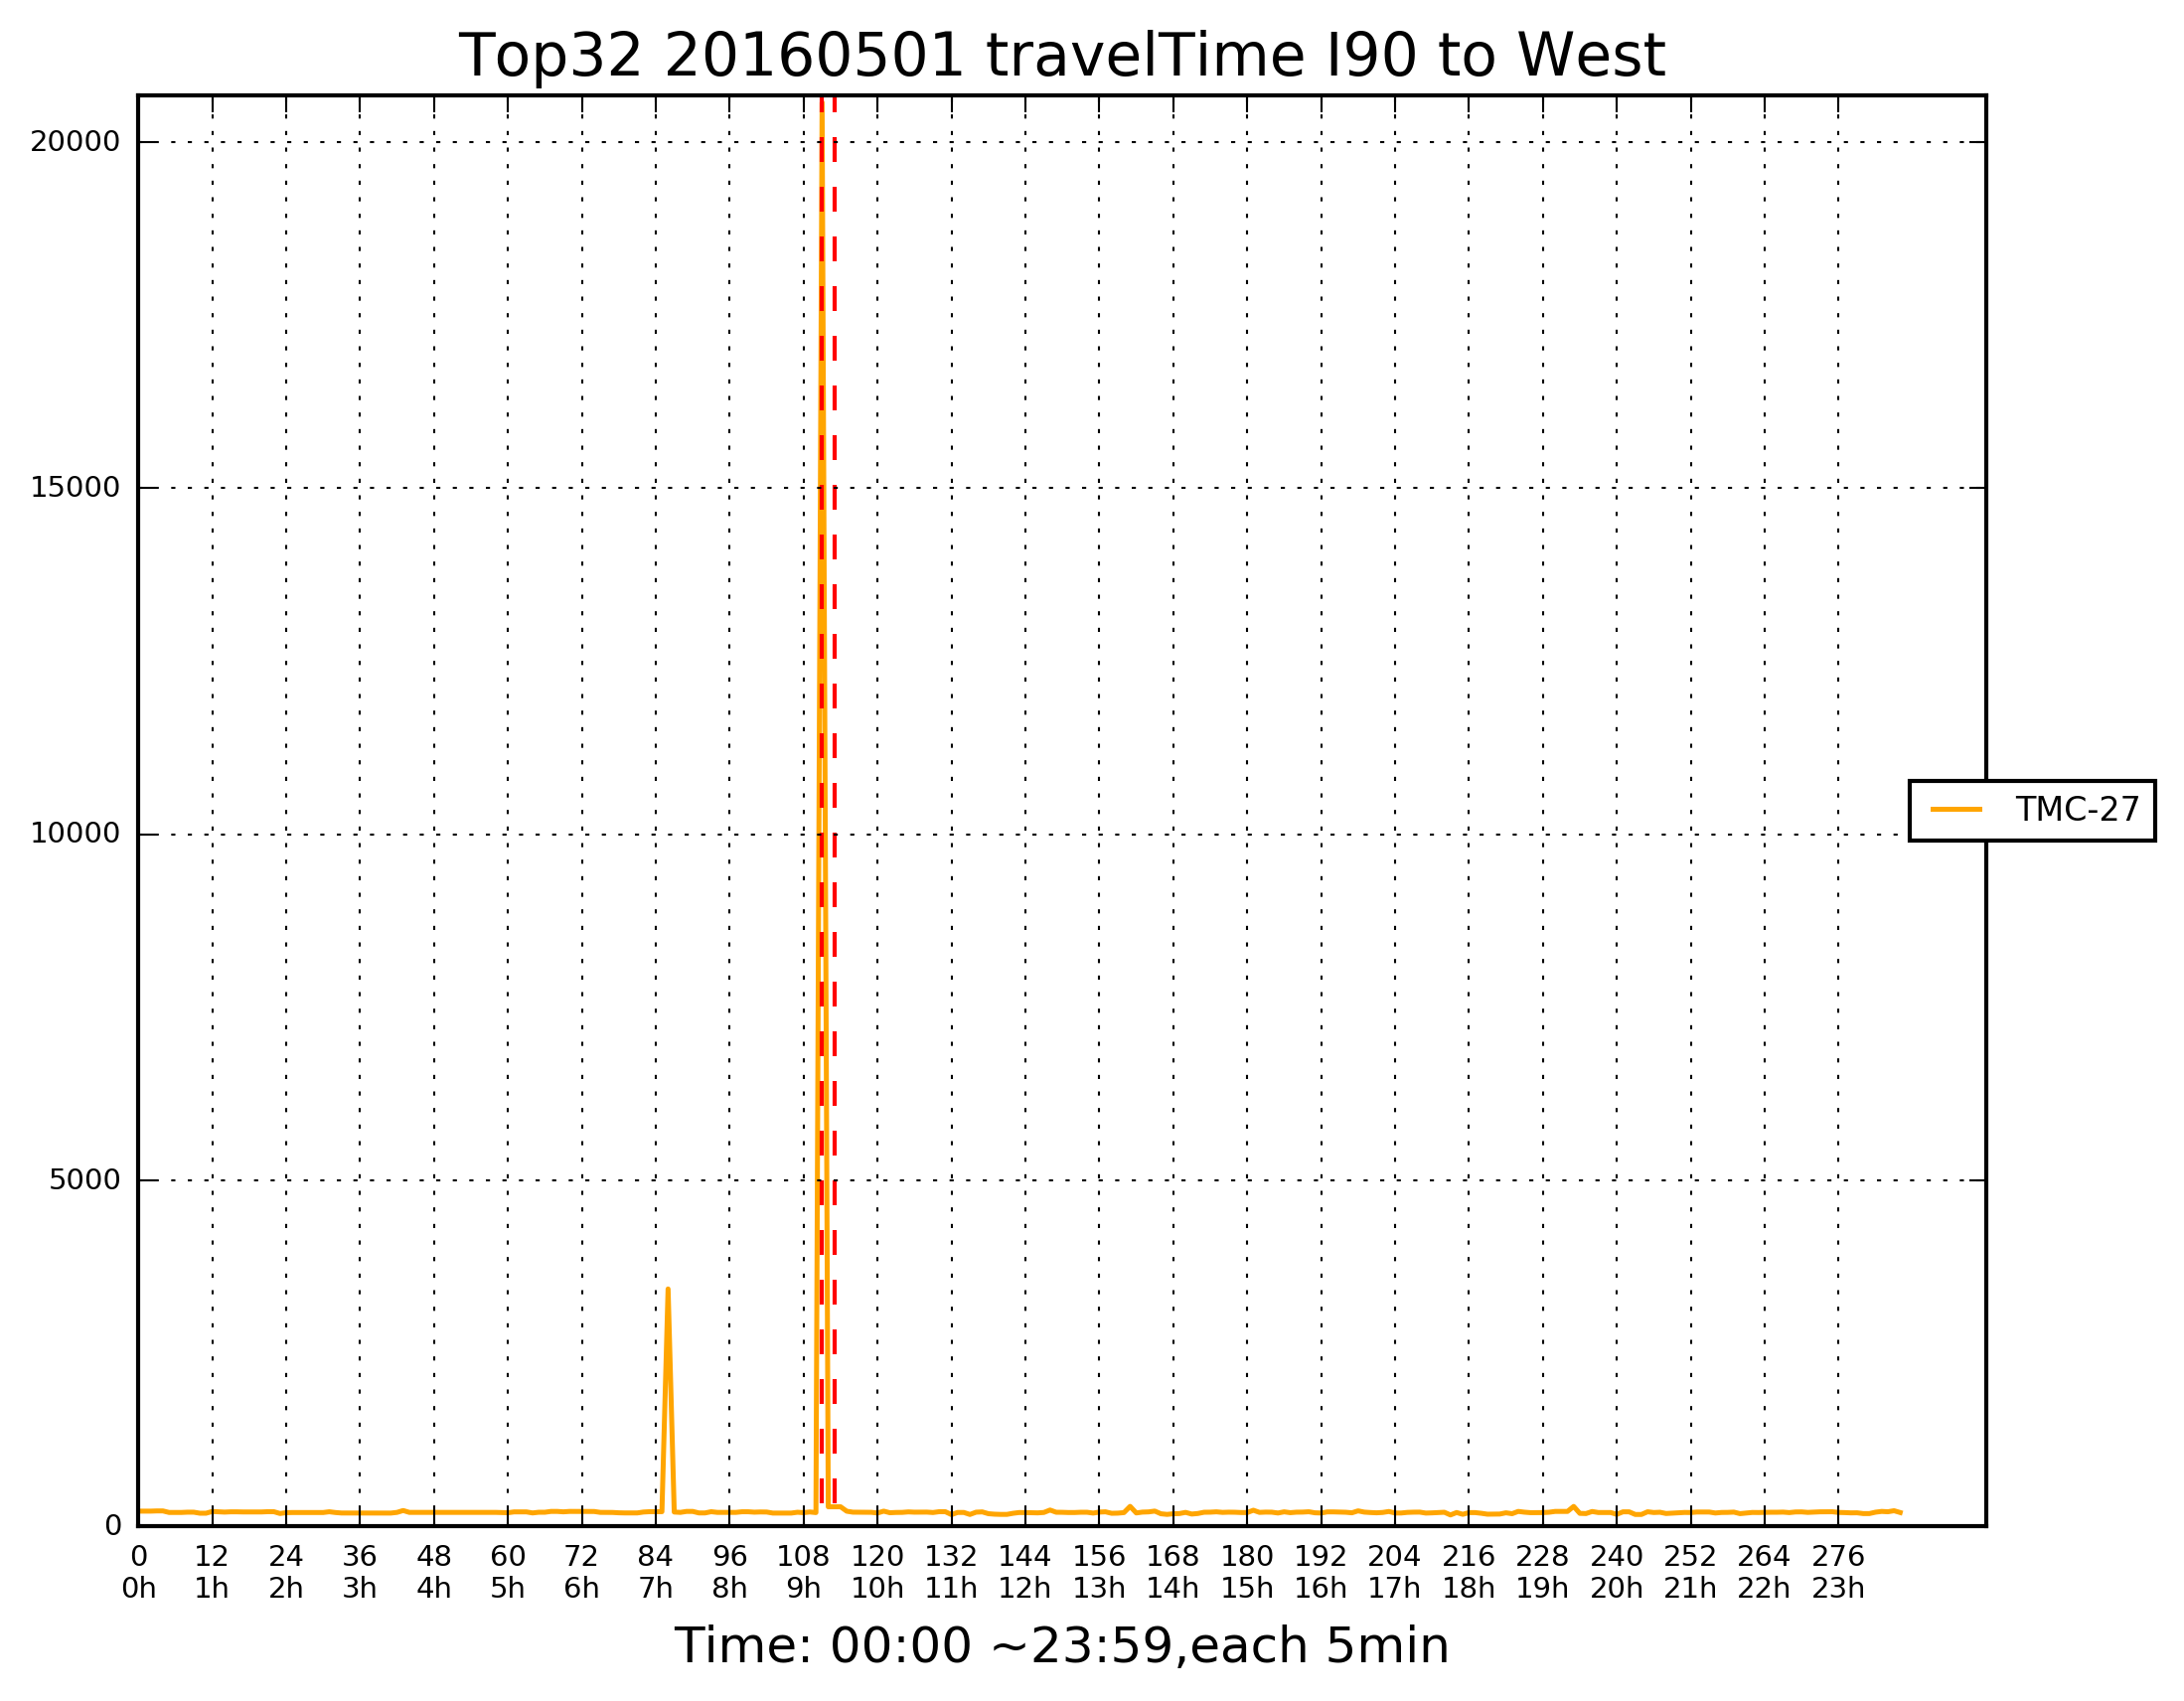 Top32 20160501 travelTime I90 to West
20000
15000
10000
5000
0
TMC-27
0 12 24 36 48 60 72 84 96 108 120 132 144 156 168 180 192 204 216 228 240 252 264 276
0h 1h 2h 3h 4h 5h 6h 7h 8h 9h 10h 11h 12h 13h 14h 15h 16h 17h 18h 19h 20h 21h 22h 23h
Time: 00:00 ~23:59,each 5min